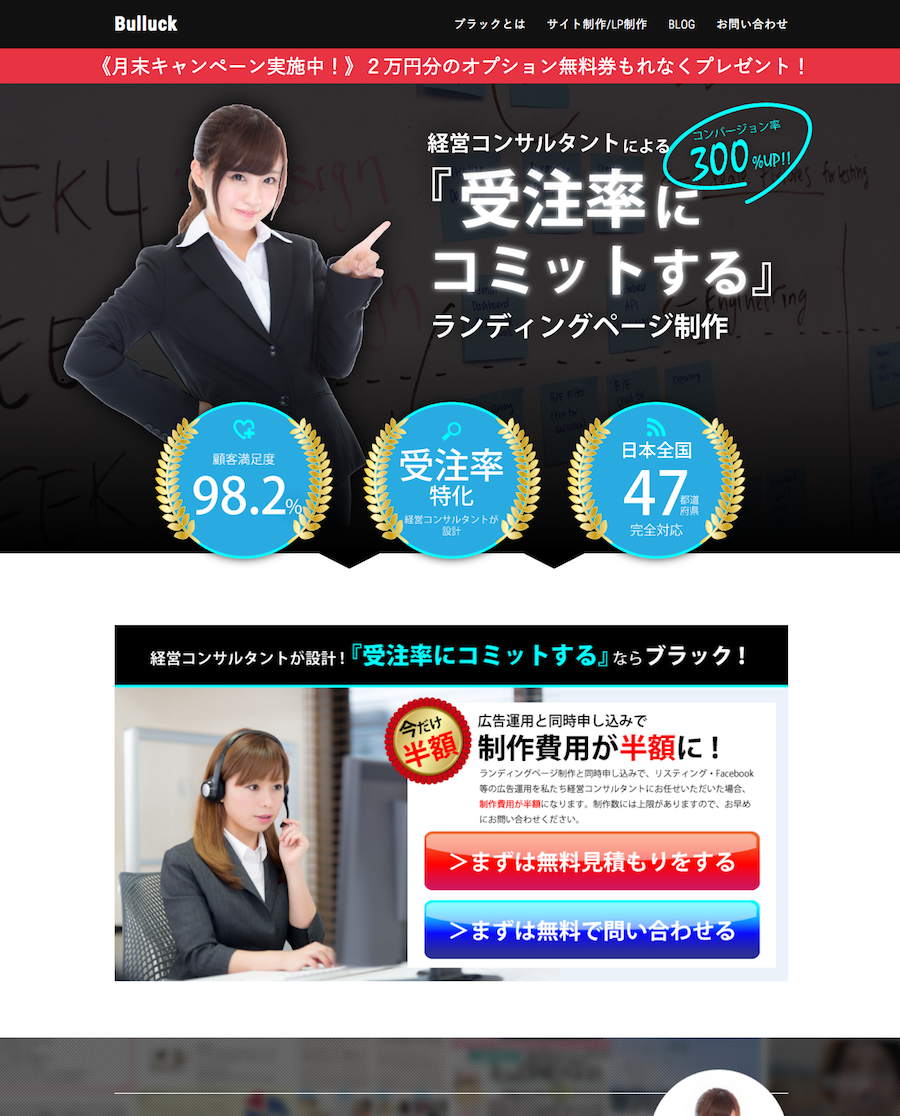 Bulluck
ブラックとは サイト制作/LP制作 BLOG お問い合わせ
《月末キャンペーン実施中！》２万円分のオプション無料券もれなくプレゼント！
経営コンサルタントによる
コンバージョン率
300%UP!!
『受注率に
コミットする』
ランディングページ制作
顧客満足度
98.2%
受注率
特化
経営コンサルタントが
設計
日本全国
47都道府県
完全対応
経営コンサルタントが設計！『受注率にコミットする』ならブラック！
今だけ
半額
広告運用と同時申し込みで
制作費用が半額に！
ランディングページ制作と同時申し込みで、リスティング・Facebook
等の広告運用を私たち経営コンサルタントにお任せいただいた場合、
制作費用が半額になります。制作数には上限がありますので、お早め
にお問い合わせください。
＞まずは無料見積もりをする
＞まずは無料で問い合わせる